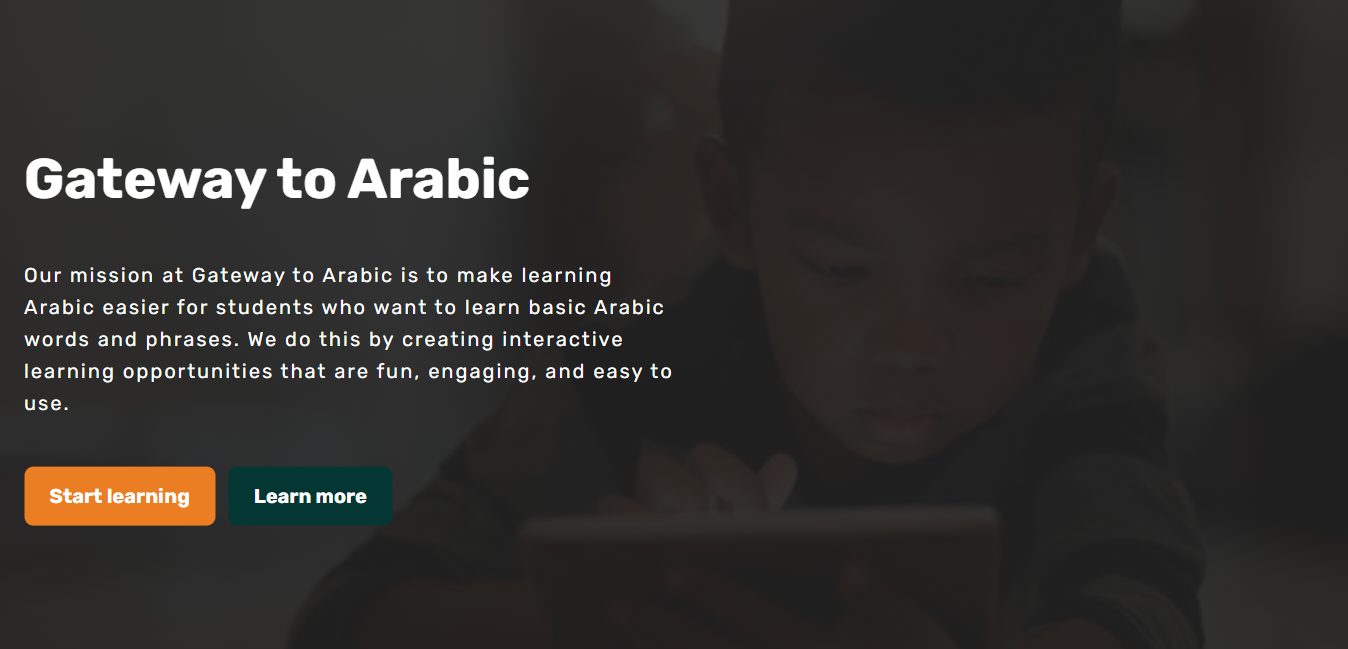 Gateway to Arabic
Our mission at Gateway to Arabic is to make learning
Arabic easier for students who want to learn basic Arabic
words and phrases. We do this by creating interactive
learning opportunities that are fun, engaging, and easy to
use.
Start learning
Learn more